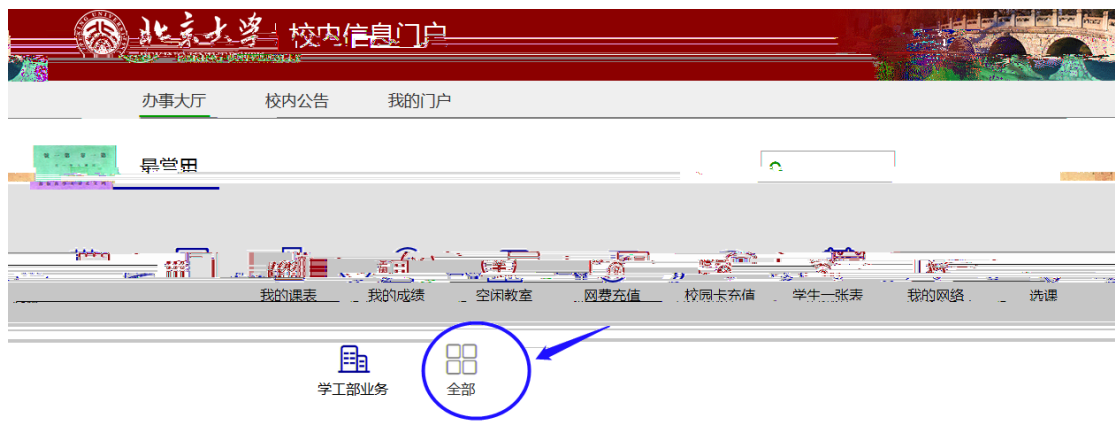 北京大学 校内信息门户
办事大厅 校内公告 我的门户
最常用
我的课表 我的成绩 空闲教室 网费充值 校园卡充值 学生一张表 我的网络 选课
学工部业务 全部